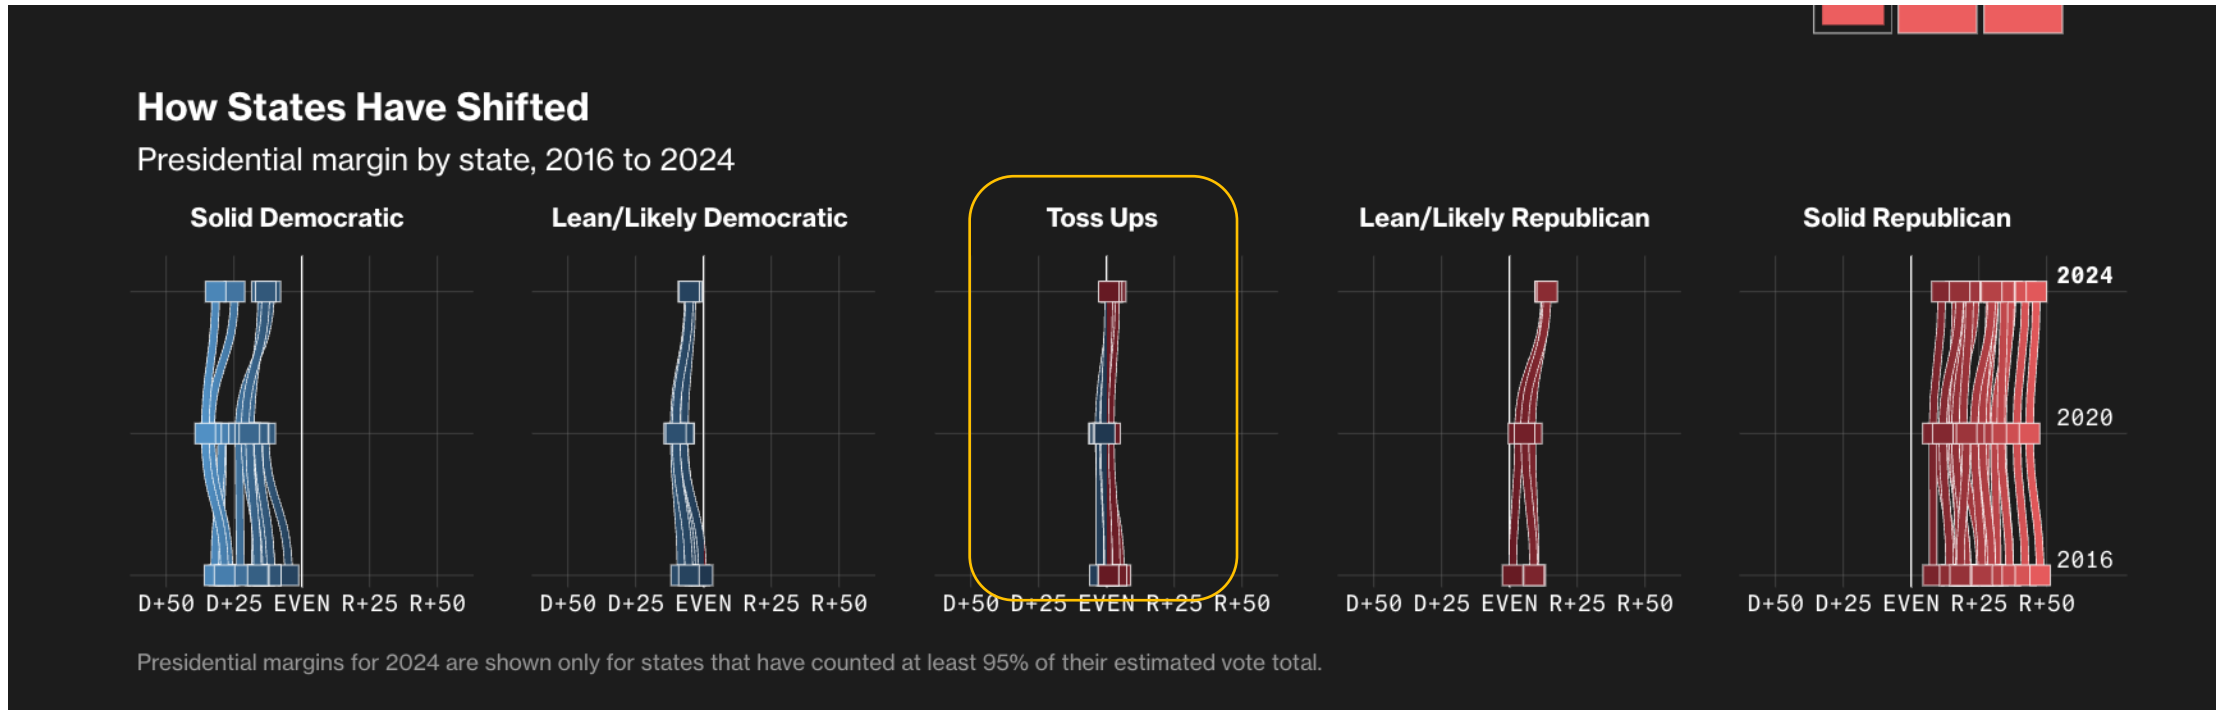 How States Have Shifted
Presidential margin by state, 2016 to 2024
Solid Democratic Lean/Likely Democratic Toss Ups Lean/Likely Republican Solid Republican
2024
2020
2016
D+50 D+25 EVEN R+25 R+50 D+50 D+25 EVEN R+25 R+50 D+50 D+25 EVEN R+25 R+50 D+50 D+25 EVEN R+25 R+50 D+50 D+25 EVEN R+25 R+50
Presidential margins for 2024 are shown only for states that have counted at least 95% of their estimated vote total.